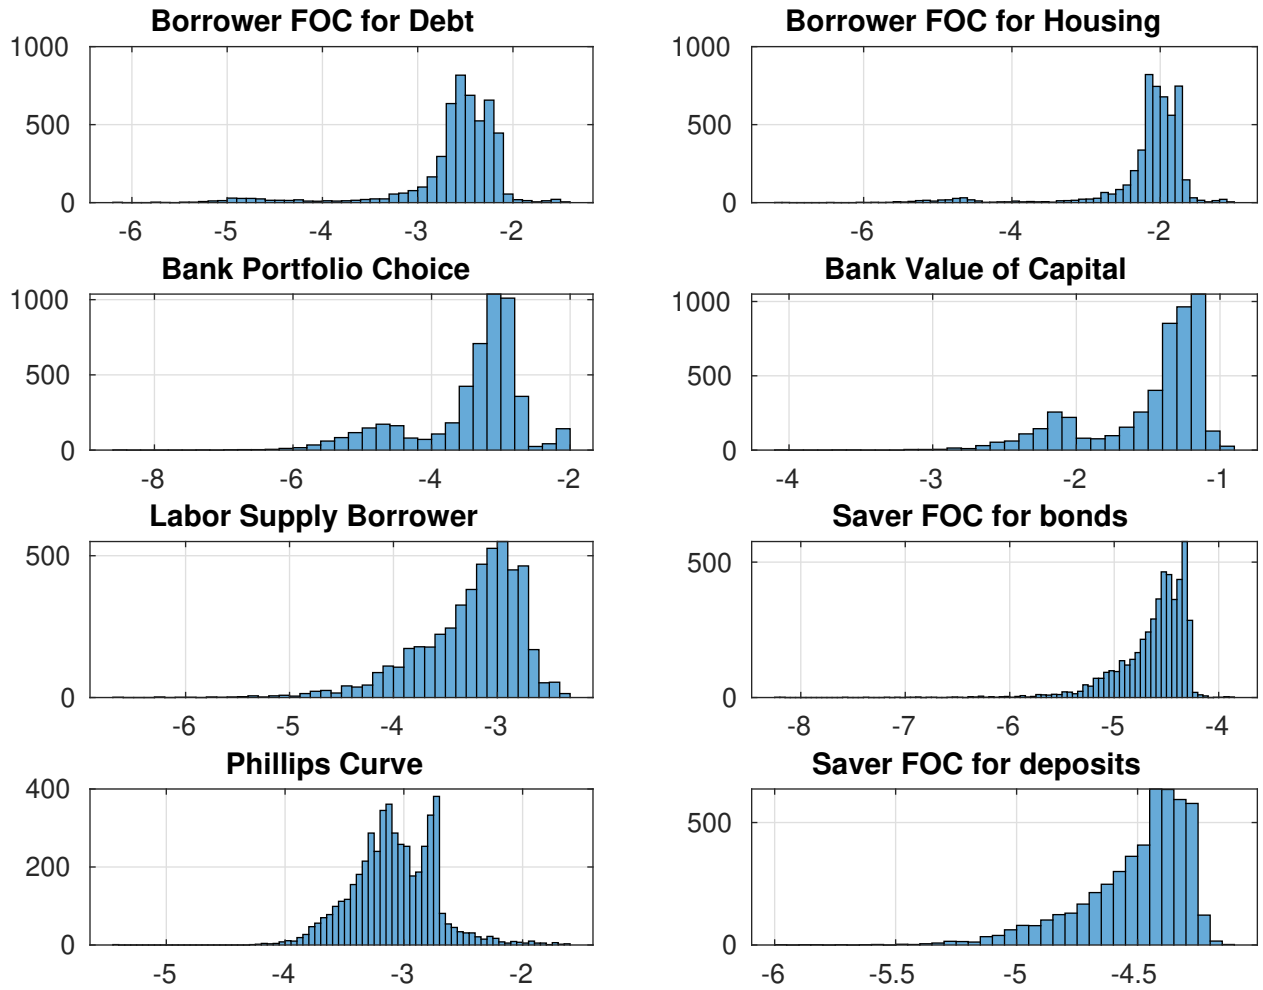 Borrower FOC for Debt
1000
500
0
-6 -5 -4 -3 -2
Borrower FOC for Housing
1000
500
0
-6 -4 -2
Bank Portfolio Choice
1000
500
0
-8 -6 -4 -2
Bank Value of Capital
1000
500
0
-4 -3 -2 -1
Labor Supply Borrower
500
0
-6 -5 -4 -3
Saver FOC for bonds
500
0
-8 -7 -6 -5 -4
Phillips Curve
400
200
0
-5 -4 -3 -2
Saver FOC for deposits
500
0
-6 -5.5 -5 -4.5